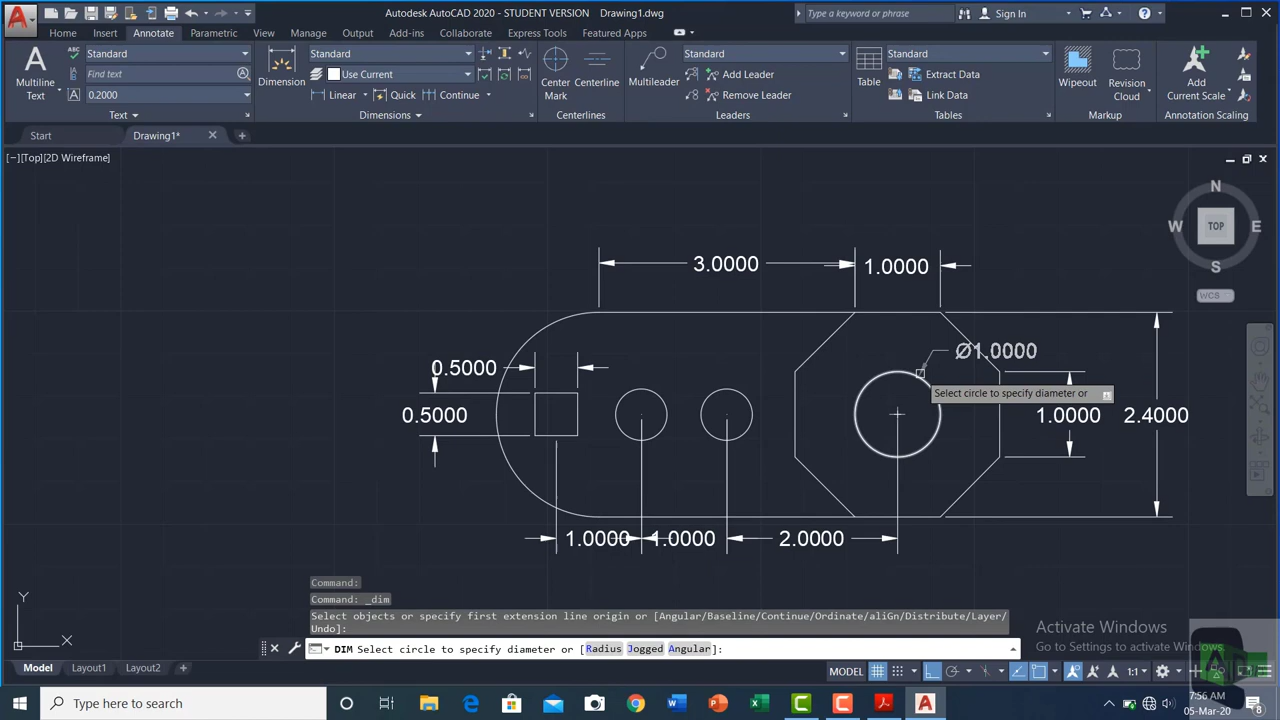 Autodesk AutoCAD 2020 - STUDENT VERSION Drawing1.dwg
Type a keyword or phrase
Sign In
Home Insert Annotate Parametric View Manage Output Add-ins Collaborate Express Tools Featured Apps
Multiline
Text
Standard
Find text
0.2000
Text
Dimension
Standard
Use Current
Linear Quick Continue
Dimensions
Center
Mark
Centerline
Centerlines
Multileader
Standard
Add Leader
Remove Leader
Leaders
Table
Standard
Extract Data
Link Data
Tables
Wipeout
Revision
Cloud
Markup
Add
Current Scale
Annotation Scaling
Start Drawing1*
[−][Top][2D Wireframe]
N
W TOP E
S
WCS
3.0000 1.0000
Ø1.0000
0.5000
Select circle to specify diameter or
0.5000
1.0000 2.4000
1.0000 1.0000 2.0000
Command:
Command: _dim
Select objects or specify first extension line origin or [Angular/Baseline/Continue/Ordinate/aliGn/Distribute/Layer/
Undo]:
DIM Select circle to specify diameter or [Radius Jogged Angular]:
Y
X
Activate Windows
Go to Settings to activate Windows.
Model Layout1 Layout2
MODEL
1:1
Type here to search
7:56 AM
05-Mar-20
8